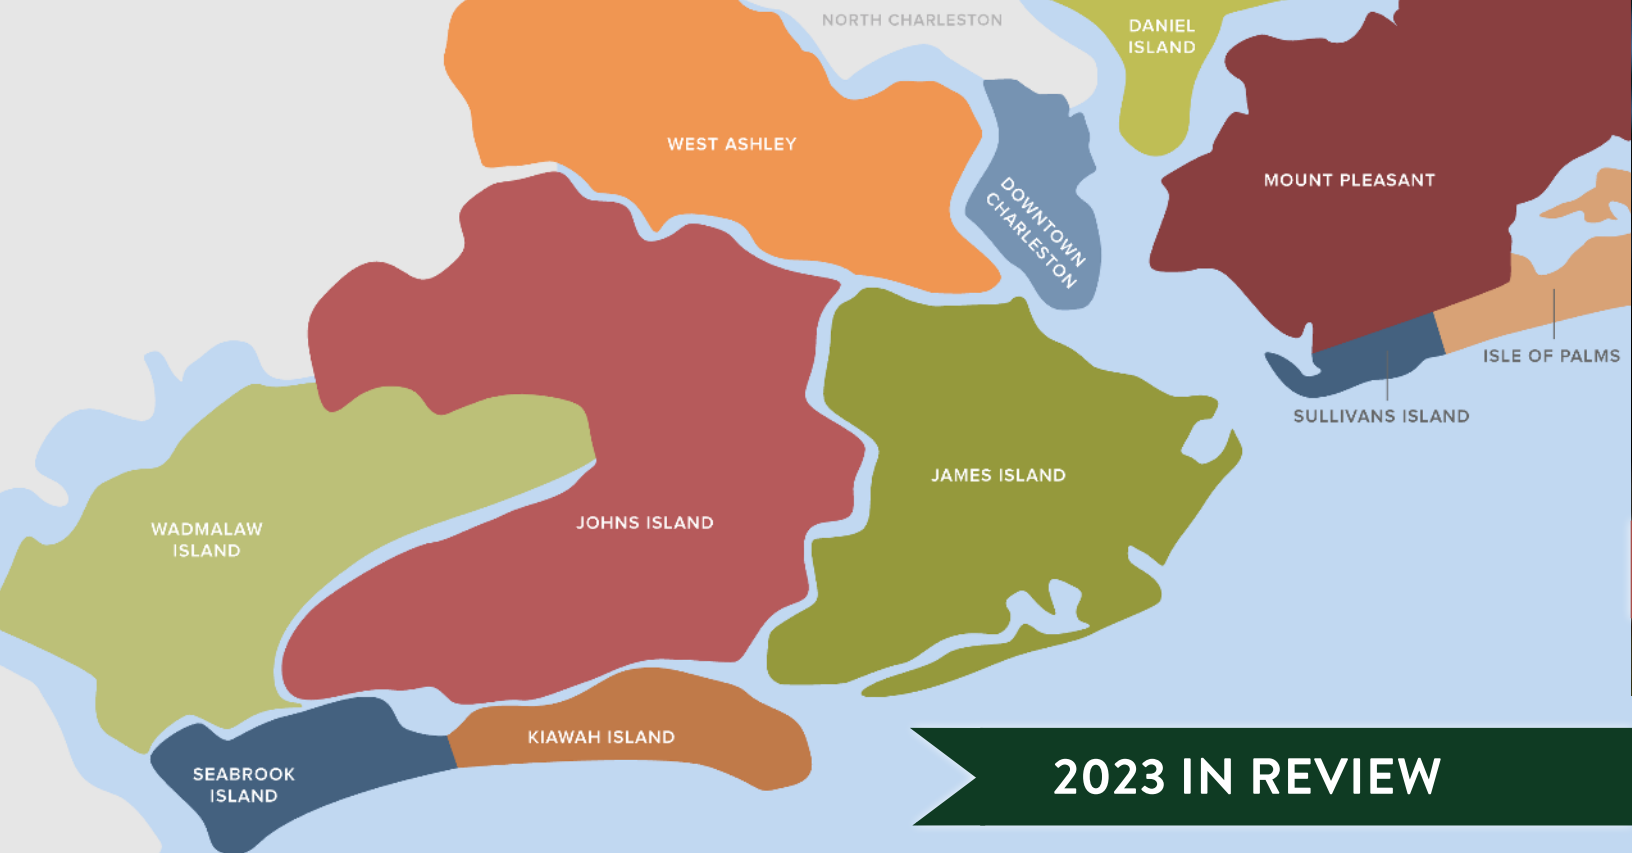 NORTH CHARLESTON
DANIEL
ISLAND
WEST ASHLEY
MOUNT PLEASANT
DOWNTOWN
CHARLESTON
ISLE OF PALMS
SULLIVANS ISLAND
JAMES ISLAND
JOHNS ISLAND
WADMALAW
ISLAND
KIAWAH ISLAND
SEABROOK
ISLAND
2023 IN REVIEW